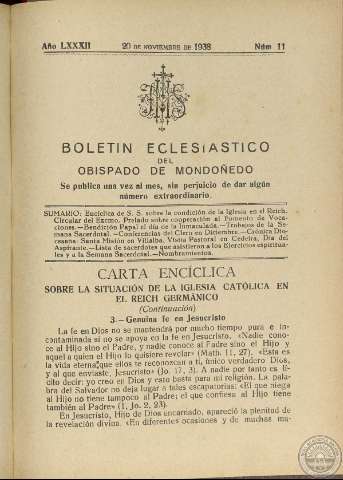 Año LXXXII 20 DE NOVIEMBRE DE 1938 Núm 11
BOLETIN ECLESIASTICO
DEL
OBISPADO DE MONDOÑEDO
Se publica una vez al mes, sin perjuicio de dar algún
número extraordinario.
SUMARIO: Encíclica de S. S. sobre la condición de la Iglesia en el Reich.
Circular del Excmo. Prelado sobre cooperación al Fomento de Voca-
ciones.—Bendición Papal el día de la Inmaculada.—Trabajos de la Se-
mana Sacerdotal.—Conferencias del Clero en Diciembre.—Crónica Dio-
cesana: Santa Misión en Villalba. Visita Pastoral en Cedeira, Día del
Aspirante.—Lista de sacerdotes que asistieron a los Ejercicios espiritua-
les y a la Semana Sacerdotal.—Nombramientos.
CARTA ENCÍCLICA
SOBRE LA SITUACIÓN DE LA IGLESIA CATÓLICA EN
EL REICH GERMÁNICO
(Continuación)
3.—Genuina fe en Jesucristo
La fe en Dios no se mantendrá por mucho tiempo pura e in-
contaminada si no se apoya en la fe en Jesucristo. «Nadie cono-
ce al Hijo sino el Padre, y nadie conoce al Padre sino el Hijo y
aquel a quien el Hijo lo quisiere revelar» (Math. 11, 27). «Esta es
la vida eterna: que ellos te reconozcan a ti, único verdadero Dios,
y al que enviaste, Jesucristo» (Jo. 17, 3). A nadie por tanto es lí-
cito decir: yo creo en Dios y esto basta para mi religión. La pala-
bra del Salvador no deja lugar a tales escapatorias: «El que niega
al Hijo no tiene tampoco al Padre; el que confiesa al Hijo tiene
también al Padre» (1, Jo. 2, 23).
En Jesucristo, Hijo de Dios encarnado, apareció la plenitud de
la revelación divina. «En diferentes ocasiones y de muchas ma-